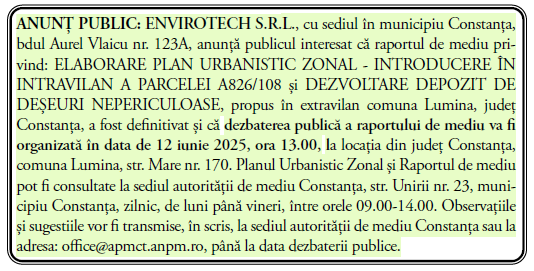 ANUNȚ PUBLIC: ENVIROTECH S.R.L., cu sediul în municipiu Constanța,
bdul Aurel Vlaicu nr. 123A, anunță publicul interesat că raportul de mediu pri-
vind: ELABORARE PLAN URBANISTIC ZONAL - INTRODUCERE ÎN
INTRAVILAN A PARCELEI A826/108 și DEZVOLTARE DEPOZIT DE
DEȘEURI NEPERICULOASE, propus în extravilan comuna Lumina, județ
Constanța, a fost definitivat și că dezbaterea publică a raportului de mediu va fi
organizată în data de 12 iunie 2025, ora 13.00, la locația din județ Constanța,
comuna Lumina, str. Mare nr. 170. Planul Urbanistic Zonal și Raportul de mediu
pot fi consultate la sediul autorității de mediu Constanța, str. Unirii nr. 23, muni-
cipiu Constanța, zilnic, de luni până vineri, între orele 09.00-14.00. Observațiile
și sugestiile vor fi transmise, în scris, la sediul autorității de mediu Constanța sau la
adresa: office@apmct.anpm.ro, până la data dezbaterii publice.